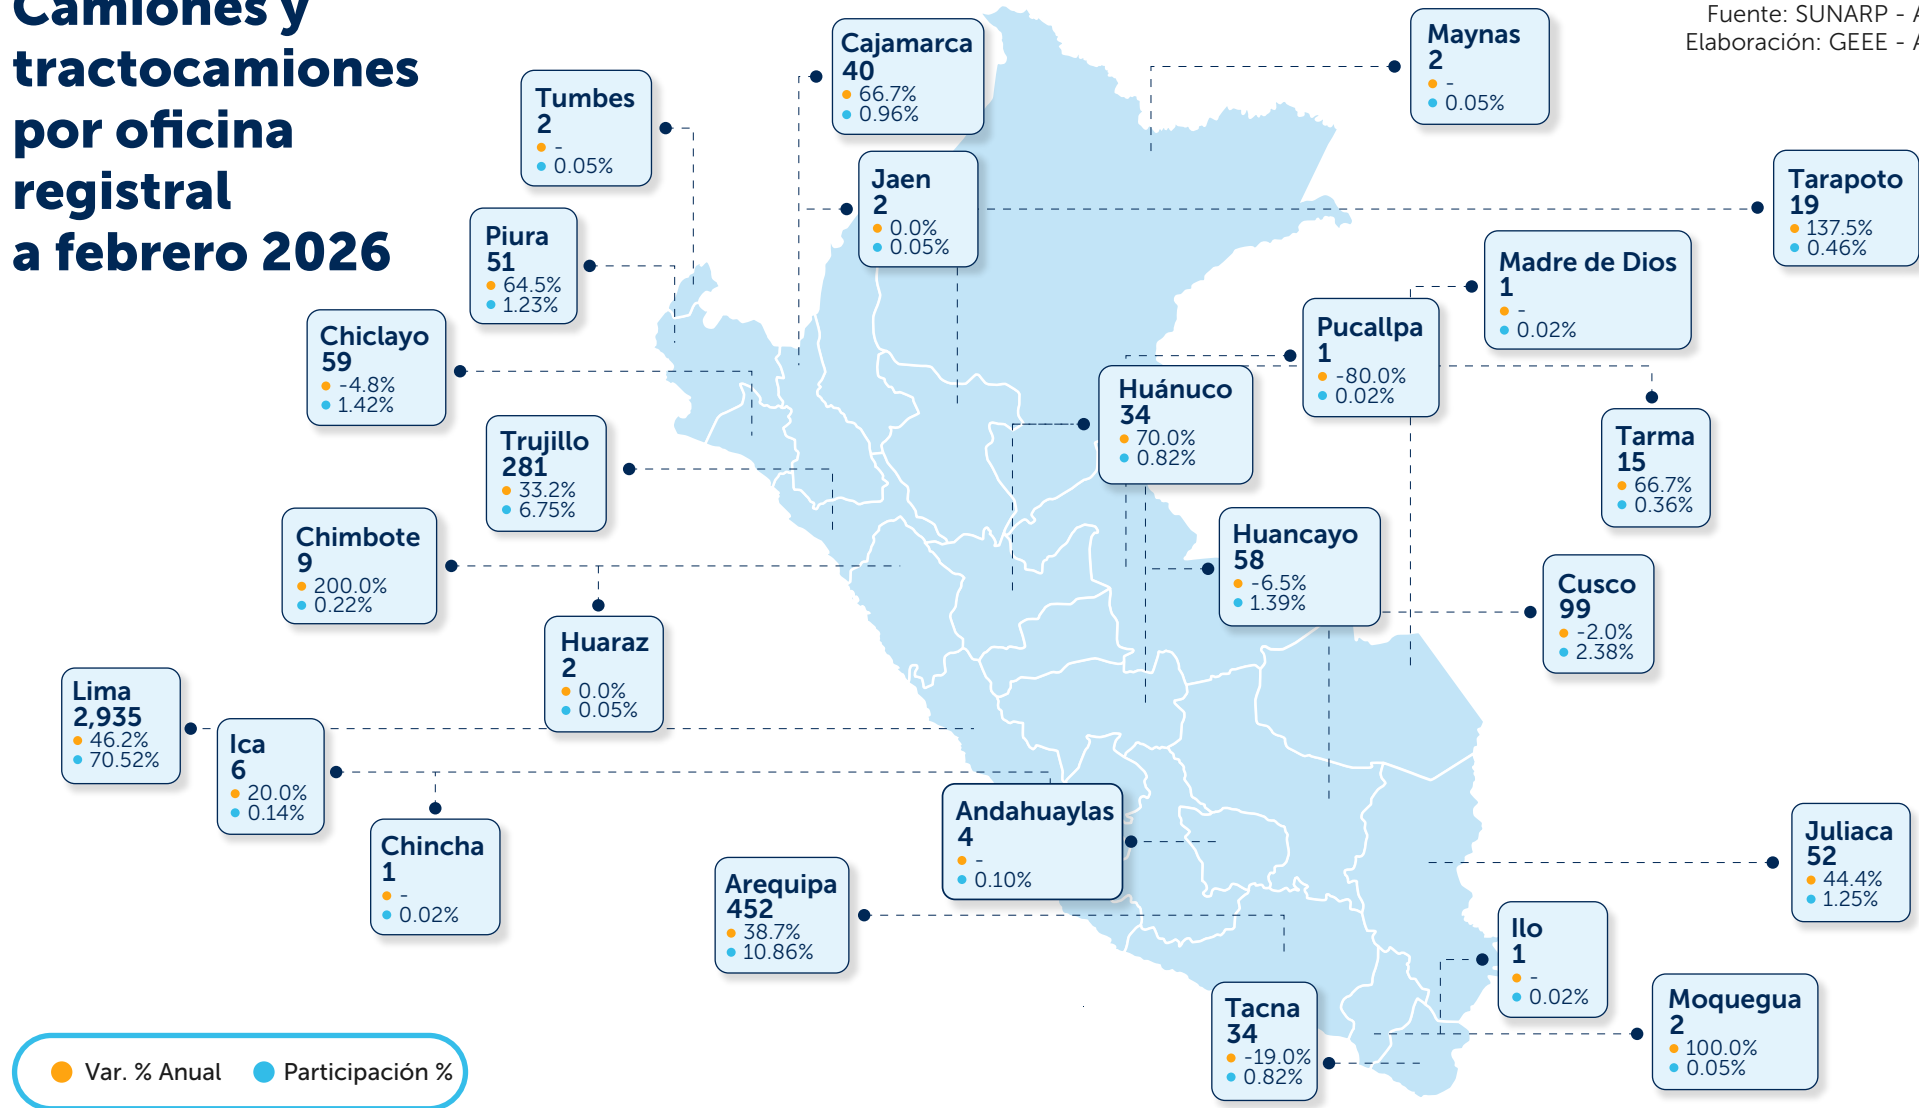 Camiones y
tractocamiones
por oficina
registral
a febrero 2026
Fuente: SUNARP - A
Elaboración: GEEE - A
Cajamarca
40
66.7%
0.96%
Maynas
2
-
0.05%
Tumbes
2
-
0.05%
Jaen
2
0.0%
0.05%
Tarapoto
19
137.5%
0.46%
Piura
51
64.5%
1.23%
Madre de Dios
1
-
0.02%
Chiclayo
59
-4.8%
1.42%
Pucallpa
1
-80.0%
0.02%
Huánuco
34
70.0%
0.82%
Tarma
15
66.7%
0.36%
Trujillo
281
33.2%
6.75%
Chimbote
9
200.0%
0.22%
Huancayo
58
-6.5%
1.39%
Cusco
99
-2.0%
2.38%
Huaraz
2
0.0%
0.05%
Lima
2,935
46.2%
70.52%
Ica
6
20.0%
0.14%
Chincha
1
-
0.02%
Andahuaylas
4
-
0.10%
Juliaca
52
44.4%
1.25%
Arequipa
452
38.7%
10.86%
Ilo
1
-
0.02%
Tacna
34
-19.0%
0.82%
Moquegua
2
100.0%
0.05%
Var. % Anual
Participación %